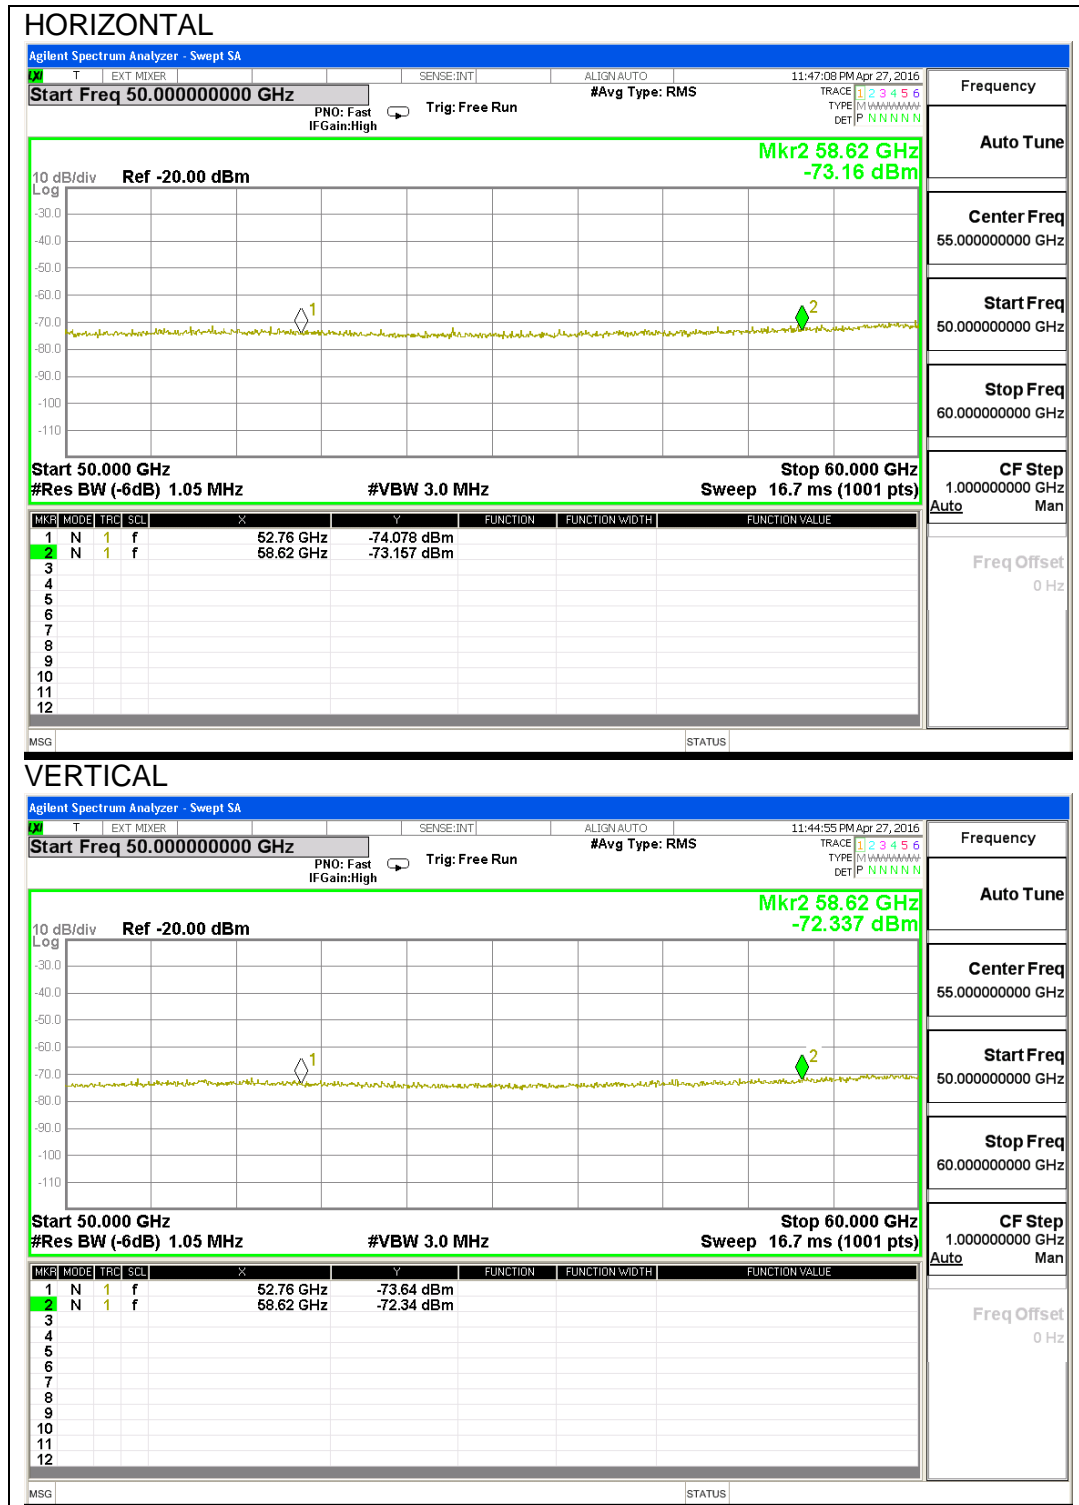 HORIZONTAL
Agilent Spectrum Analyzer - Swept SA
LXI T EXT MIXER SENSE:INT ALIGN AUTO 11:47:08 PM Apr 27, 2016
Start Freq 50.000000000 GHz #Avg Type: RMS TRACE 1 2 3 4 5 6
PNO: Fast Trig: Free Run TYPE M WWWWW
IFGain:High DET P N N N N N
Frequency
Mkr2 58.62 GHz
10 dB/div Ref -20.00 dBm -73.16 dBm
Log
-30.0
-40.0
-50.0
-60.0
-70.0
-80.0
-90.0
-100
-110
1
2
Start 50.000 GHz Stop 60.000 GHz
#Res BW (-6dB) 1.05 MHz #VBW 3.0 MHz Sweep 16.7 ms (1001 pts)
MKR MODE TRC SCL X Y FUNCTION FUNCTION WIDTH FUNCTION VALUE
1 N 1 f 52.76 GHz -74.078 dBm
2 N 1 f 58.62 GHz -73.157 dBm
3
4
5
6
7
8
9
10
11
12
MSG STATUS
Auto Tune
Center Freq
55.000000000 GHz
Start Freq
50.000000000 GHz
Stop Freq
60.000000000 GHz
CF Step
1.000000000 GHz
Auto Man
Freq Offset
0 Hz
VERTICAL
Agilent Spectrum Analyzer - Swept SA
LXI T EXT MIXER SENSE:INT ALIGN AUTO 11:44:55 PM Apr 27, 2016
Start Freq 50.000000000 GHz #Avg Type: RMS TRACE 1 2 3 4 5 6
PNO: Fast Trig: Free Run TYPE M WWWWW
IFGain:High DET P N N N N N
Frequency
Mkr2 58.62 GHz
10 dB/div Ref -20.00 dBm -72.337 dBm
Log
-30.0
-40.0
-50.0
-60.0
-70.0
-80.0
-90.0
-100
-110
1
2
Start 50.000 GHz Stop 60.000 GHz
#Res BW (-6dB) 1.05 MHz #VBW 3.0 MHz Sweep 16.7 ms (1001 pts)
MKR MODE TRC SCL X Y FUNCTION FUNCTION WIDTH FUNCTION VALUE
1 N 1 f 52.76 GHz -73.64 dBm
2 N 1 f 58.62 GHz -72.34 dBm
3
4
5
6
7
8
9
10
11
12
MSG STATUS
Auto Tune
Center Freq
55.000000000 GHz
Start Freq
50.000000000 GHz
Stop Freq
60.000000000 GHz
CF Step
1.000000000 GHz
Auto Man
Freq Offset
0 Hz